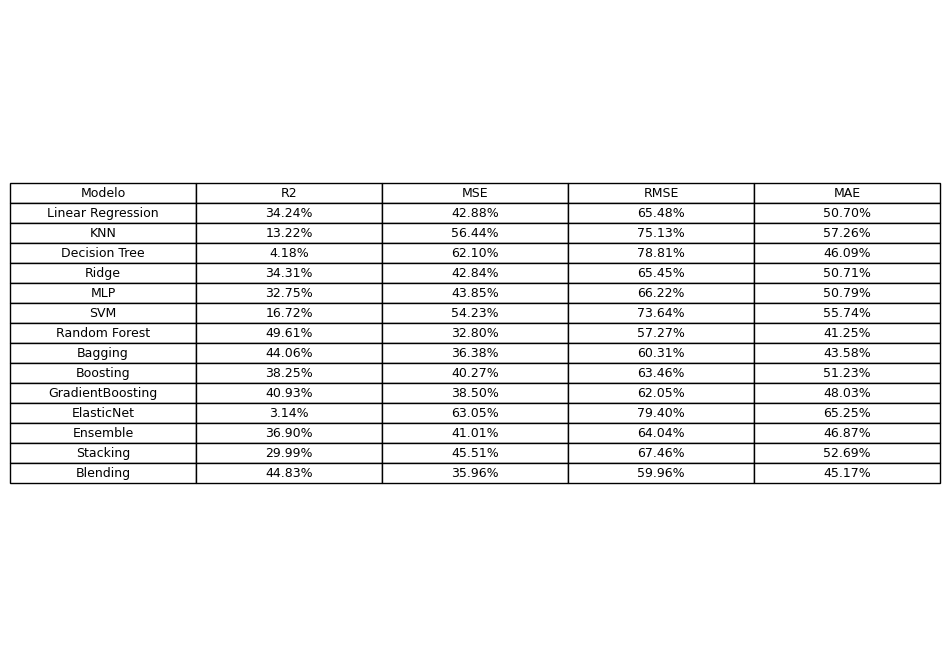 Modelo R2 MSE RMSE MAE
Linear Regression 34.24% 42.88% 65.48% 50.70%
KNN 13.22% 56.44% 75.13% 57.26%
Decision Tree 4.18% 62.10% 78.81% 46.09%
Ridge 34.31% 42.84% 65.45% 50.71%
MLP 32.75% 43.85% 66.22% 50.79%
SVM 16.72% 54.23% 73.64% 55.74%
Random Forest 49.61% 32.80% 57.27% 41.25%
Bagging 44.06% 36.38% 60.31% 43.58%
Boosting 38.25% 40.27% 63.46% 51.23%
GradientBoosting 40.93% 38.50% 62.05% 48.03%
ElasticNet 3.14% 63.05% 79.40% 65.25%
Ensemble 36.90% 41.01% 64.04% 46.87%
Stacking 29.99% 45.51% 67.46% 52.69%
Blending 44.83% 35.96% 59.96% 45.17%